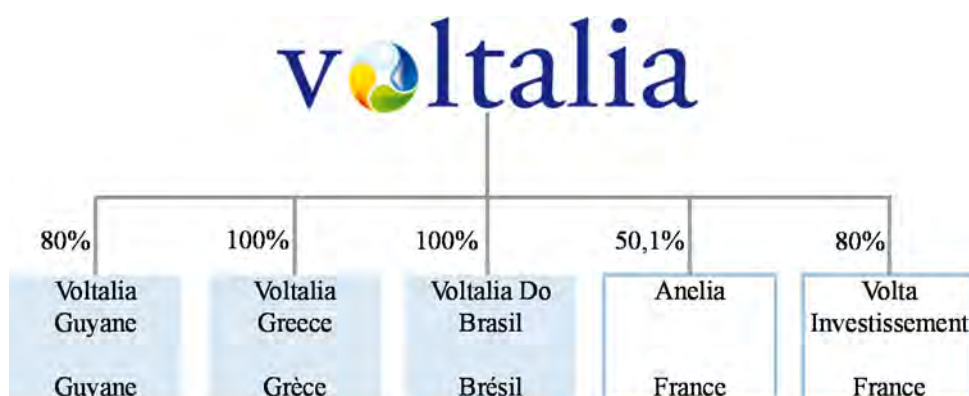 voltalia
80% 100% 100% 50,1% 80%
Voltalia Voltalia Voltalia Do Anelia Volta
Guyane Greece Brasil Investissement
Guyane Grèce Brésil France France